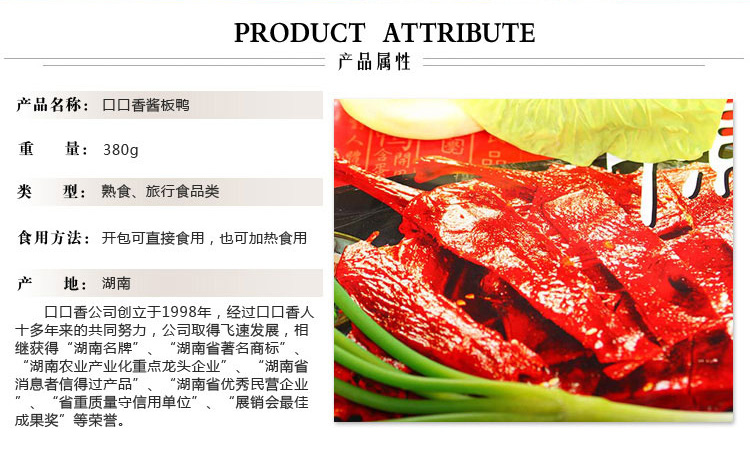 PRODUCT ATTRIBUTE
产品属性
产品名称： 口口香酱板鸭
重 量： 380g
类 型： 熟食、旅行食品类
食用方法： 开包可直接食用，也可加热食用
产 地： 湖南
口口香公司创立于1998年，经过口口香人
十多年来的共同努力，公司取得飞速发展，相
继获得“湖南名牌”、“湖南省著名商标”、
“湖南农业产业化重点龙头企业”、“湖南省
消息者信得过产品”、“湖南省优秀民营企业
”、“省重质量守信用单位”、“展销会最佳
成果奖”等荣誉。